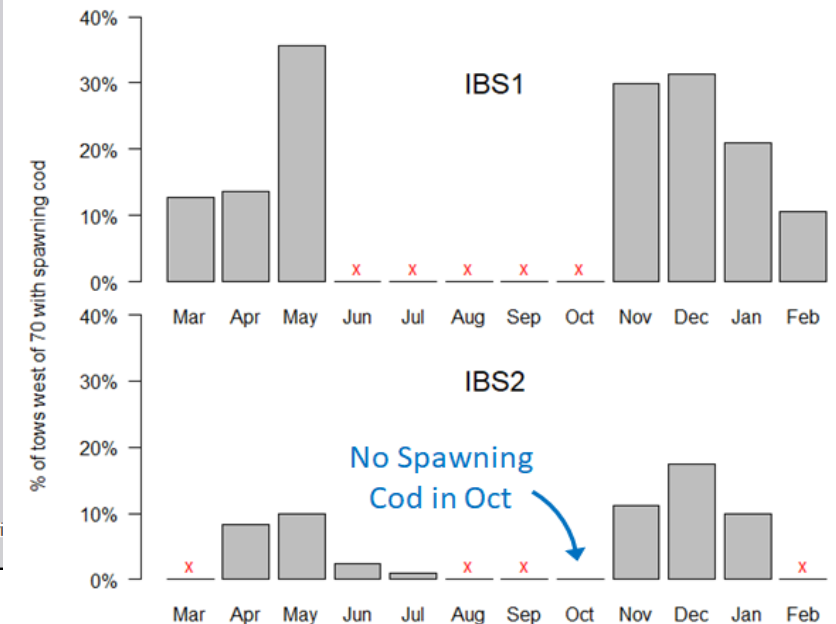 % of tows west of 70 with spawning cod
40%
30%
20%
10%
0%
IBS1
x x x x x
Mar Apr May Jun Jul Aug Sep Oct Nov Dec Jan Feb
40%
30%
20%
10%
0%
IBS2
No Spawning
Cod in Oct
x x x x
Mar Apr May Jun Jul Aug Sep Oct Nov Dec Jan Feb